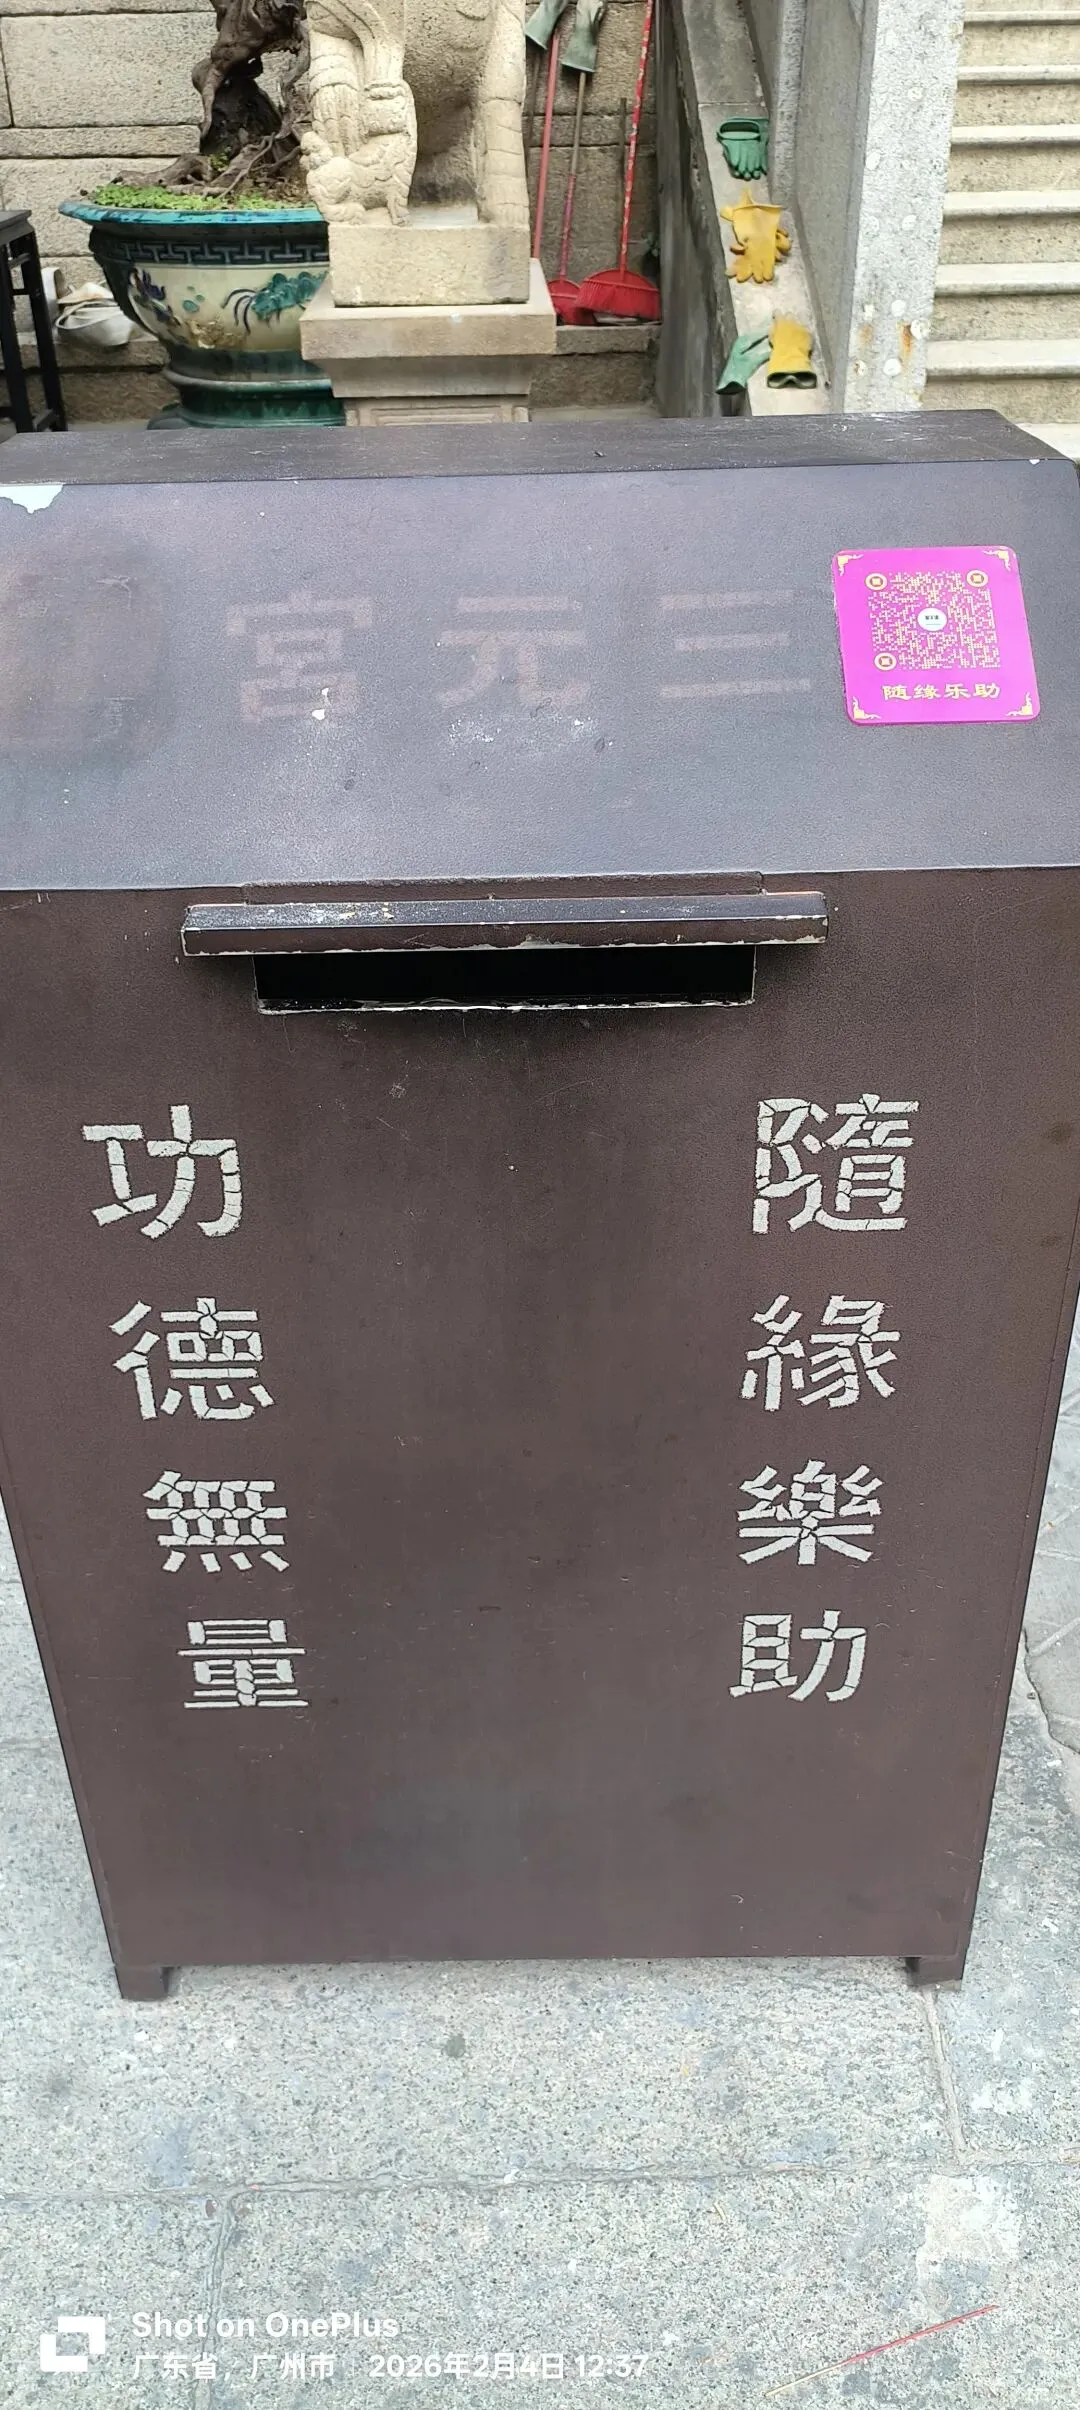 三元宮
随缘乐助
隨緣樂助
功德無量
Shot on OnePlus
广东省，广州市 2026年2月4日 12:37